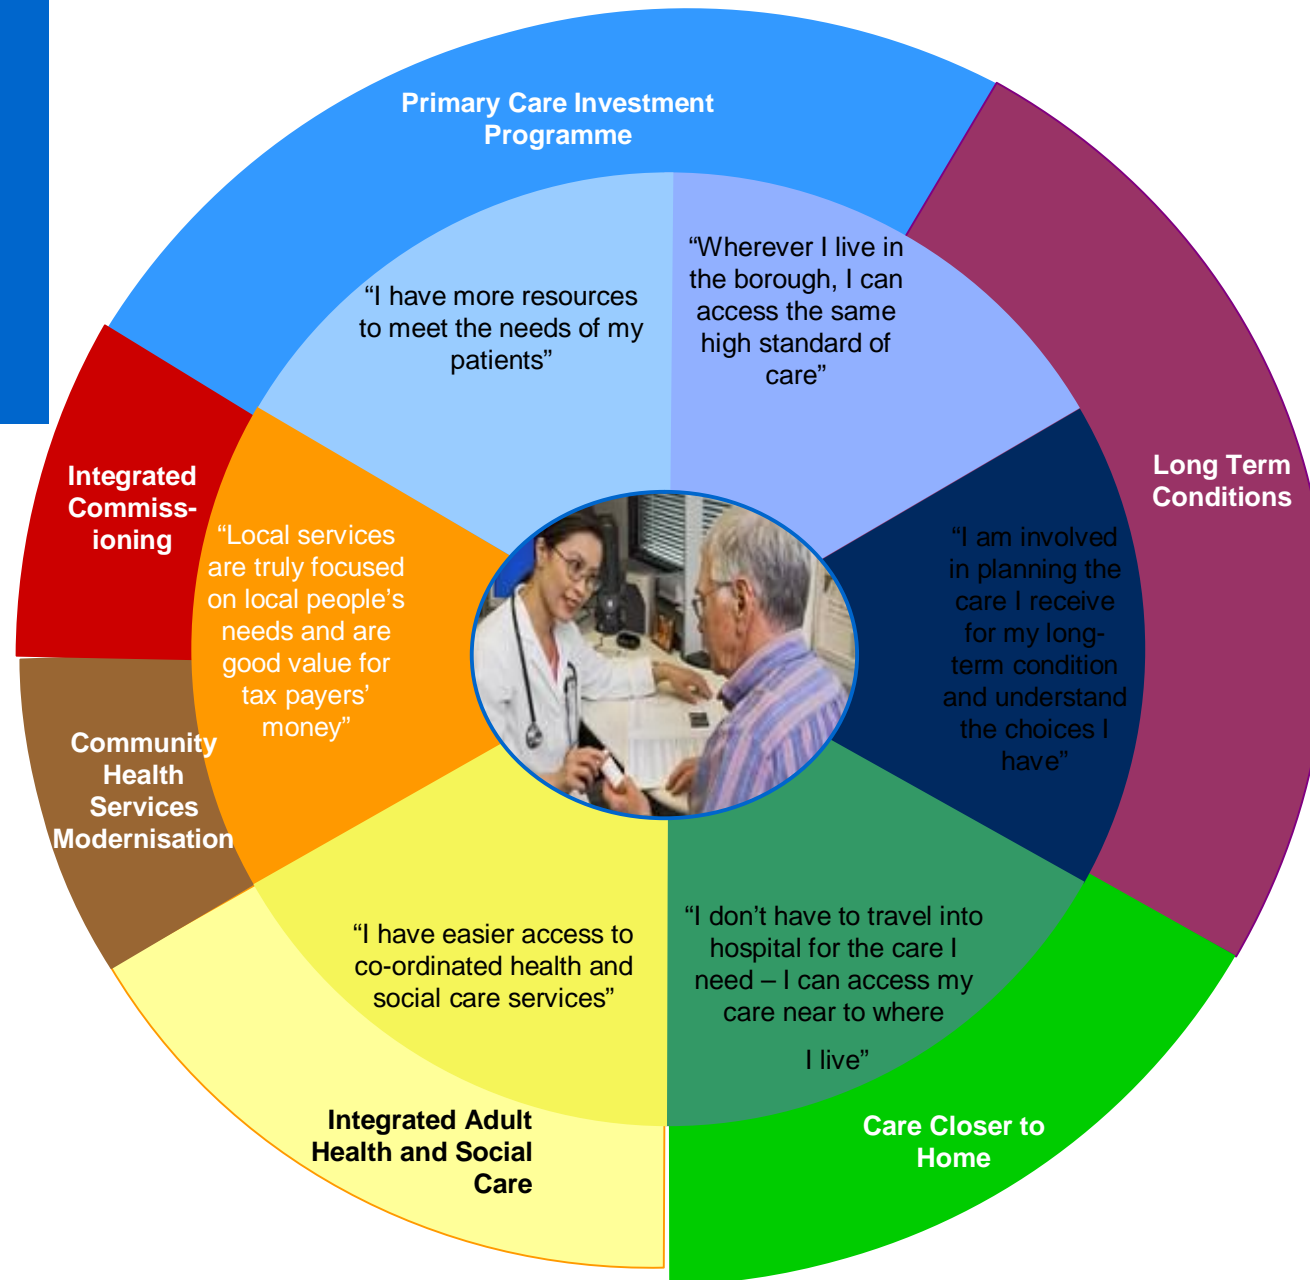 Primary Care Investment
Programme
“Wherever I live in
the borough, I can
access the same
high standard of
care”
“I have more resources
to meet the needs of my
patients”
Long Term
Conditions
Integrated
Commiss-
ioning
“Local services
are truly focused
on local people’s
needs and are
good value for
tax payers’
money”
“I am involved
in planning the
care I receive
for my long-
term condition
and understand
the choices I
have”
Community
Health
Services
Modernisation
“I have easier access to
co-ordinated health and
social care services”
“I don’t have to travel into
hospital for the care I
need – I can access my
care near to where
I live”
Integrated Adult
Health and Social
Care
Care Closer to
Home